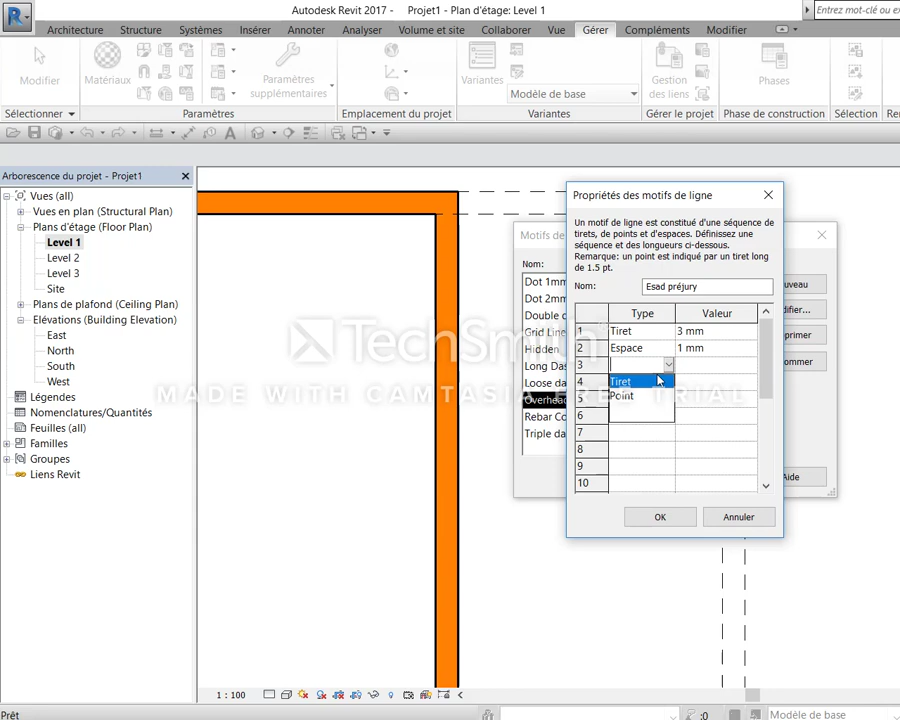 Autodesk Revit 2017 - Projet1 - Plan d'étage: Level 1
Entrez mot-clé ou
Architecture Structure Systèmes Insérer Annoter Analyser Volume et site Collaborer Vue Gérer Compléments Modifier
Modifier
Matériaux
Paramètres
supplémentaires
Variantes
Modèle de base
Gestion
des liens
Phases
Sélectionner Paramètres Emplacement du projet Variantes Gérer le projet Phase de construction Sélection
Arborescence du projet - Projet1
Vues (all)
Vues en plan (Structural Plan)
Plans d'étage (Floor Plan)
Level 1
Level 2
Level 3
Site
Plans de plafond (Ceiling Plan)
Elévations (Building Elevation)
East
North
South
West
Légendes
Nomenclatures/Quantités
Feuilles (all)
Familles
Groupes
Liens Revit
Motifs de
Nom:
Dot 1mm
Dot 2mm
Double
Grid Line
Hidden
Long Das
Loose da
Overhead
Rebar Co
Triple da
Aide
Propriétés des motifs de ligne
Un motif de ligne est constitué d'une séquence de
tirets, de points et d'espaces. Définissez une
séquence et des longueurs ci-dessous.
Remarque: un point est indiqué par un tiret long
de 1.5 pt.
Nom: Esad préjury
Type Valeur
1 Tiret 3 mm
2 Espace 1 mm
3
4 Tiret
5 Point
6
7
8
9
10
OK Annuler
TechSmith
MADE WITH CAMTASIA FREE TRIAL
1 : 100
Prêt
:0
Modèle de base